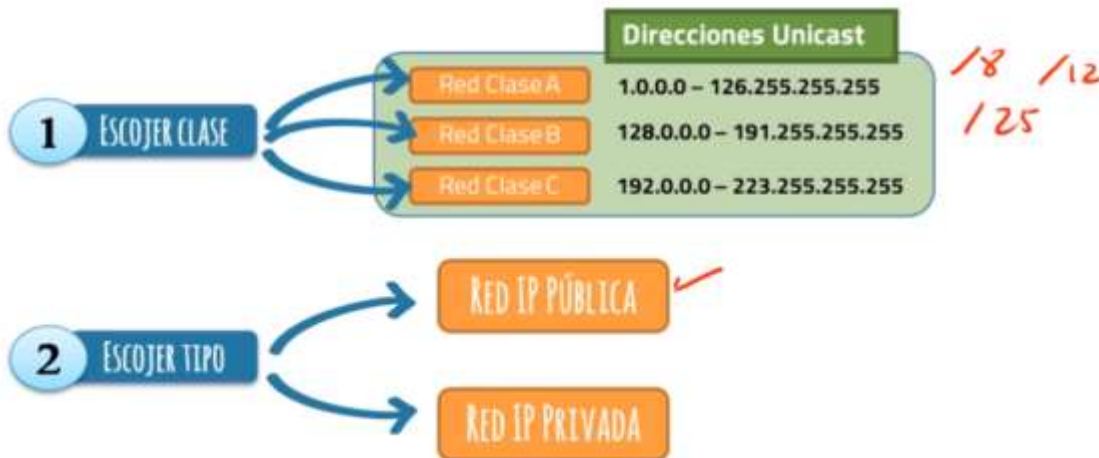 Direcciones Unicast
Red Clase A 1.0.0.0 – 126.255.255.255 /8 /12
1 ESCOJER CLASE Red Clase B 128.0.0.0 – 191.255.255.255 /25
Red Clase C 192.0.0.0 – 223.255.255.255
RED IP PÚBLICA
2 ESCOJER TIPO
RED IP PRIVADA